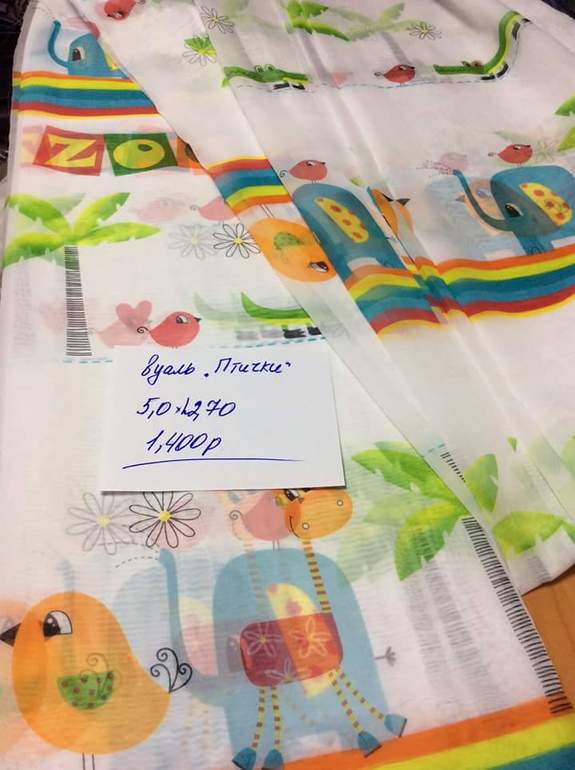 ZOO
вуаль „Птички"
5,0 × 2,70
1,400р